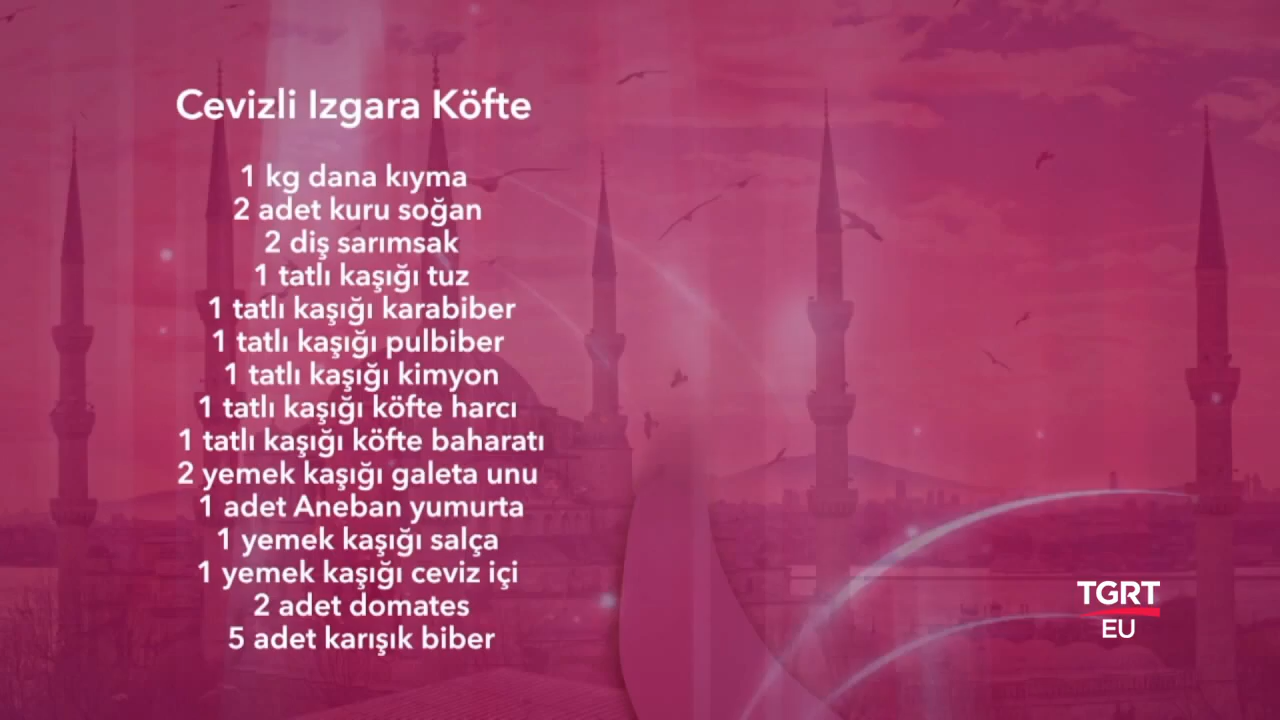 Cevizli Izgara Köfte
1 kg dana kıyma
2 adet kuru soğan
2 diş sarımsak
1 tatlı kaşığı tuz
1 tatlı kaşığı karabiber
1 tatlı kaşığı pulbiber
1 tatlı kaşığı kimyon
1 tatlı kaşığı köfte harcı
1 tatlı kaşığı köfte baharatı
2 yemek kaşığı galeta unu
1 adet Aneban yumurta
1 yemek kaşığı salça
1 yemek kaşığı ceviz içi
2 adet domates
5 adet karışık biber
TGRT
EU